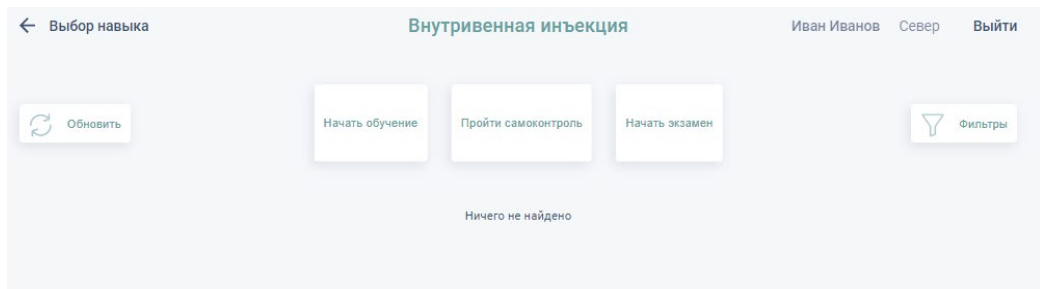 ← Выбор навыка Внутривенная инъекция Иван Иванов Север Выйти
Обновить Начать обучение Пройти самоконтроль Начать экзамен Фильтры
Ничего не найдено